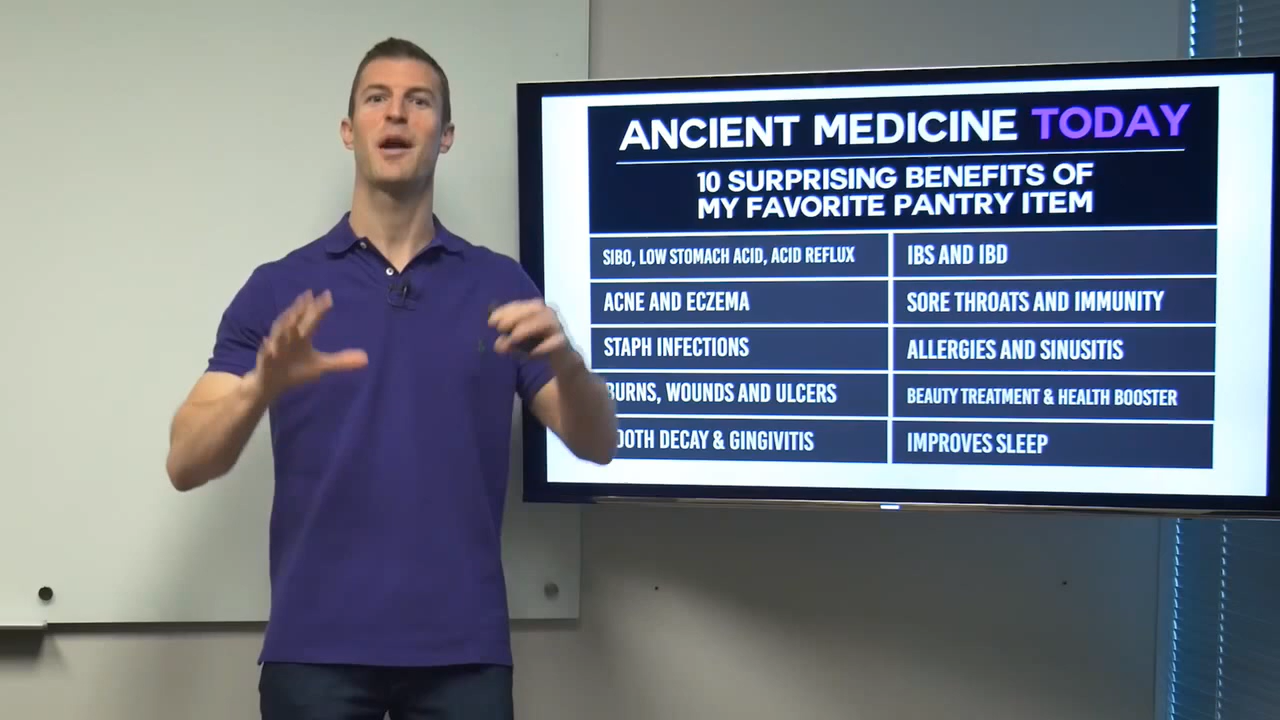 ANCIENT MEDICINE TODAY
10 SURPRISING BENEFITS OF
MY FAVORITE PANTRY ITEM
SIBO, LOW STOMACH ACID, ACID REFLUX
IBS AND IBD
ACNE AND ECZEMA
SORE THROATS AND IMMUNITY
STAPH INFECTIONS
ALLERGIES AND SINUSITIS
BURNS, WOUNDS AND ULCERS
BEAUTY TREATMENT & HEALTH BOOSTER
TOOTH DECAY & GINGIVITIS
IMPROVES SLEEP